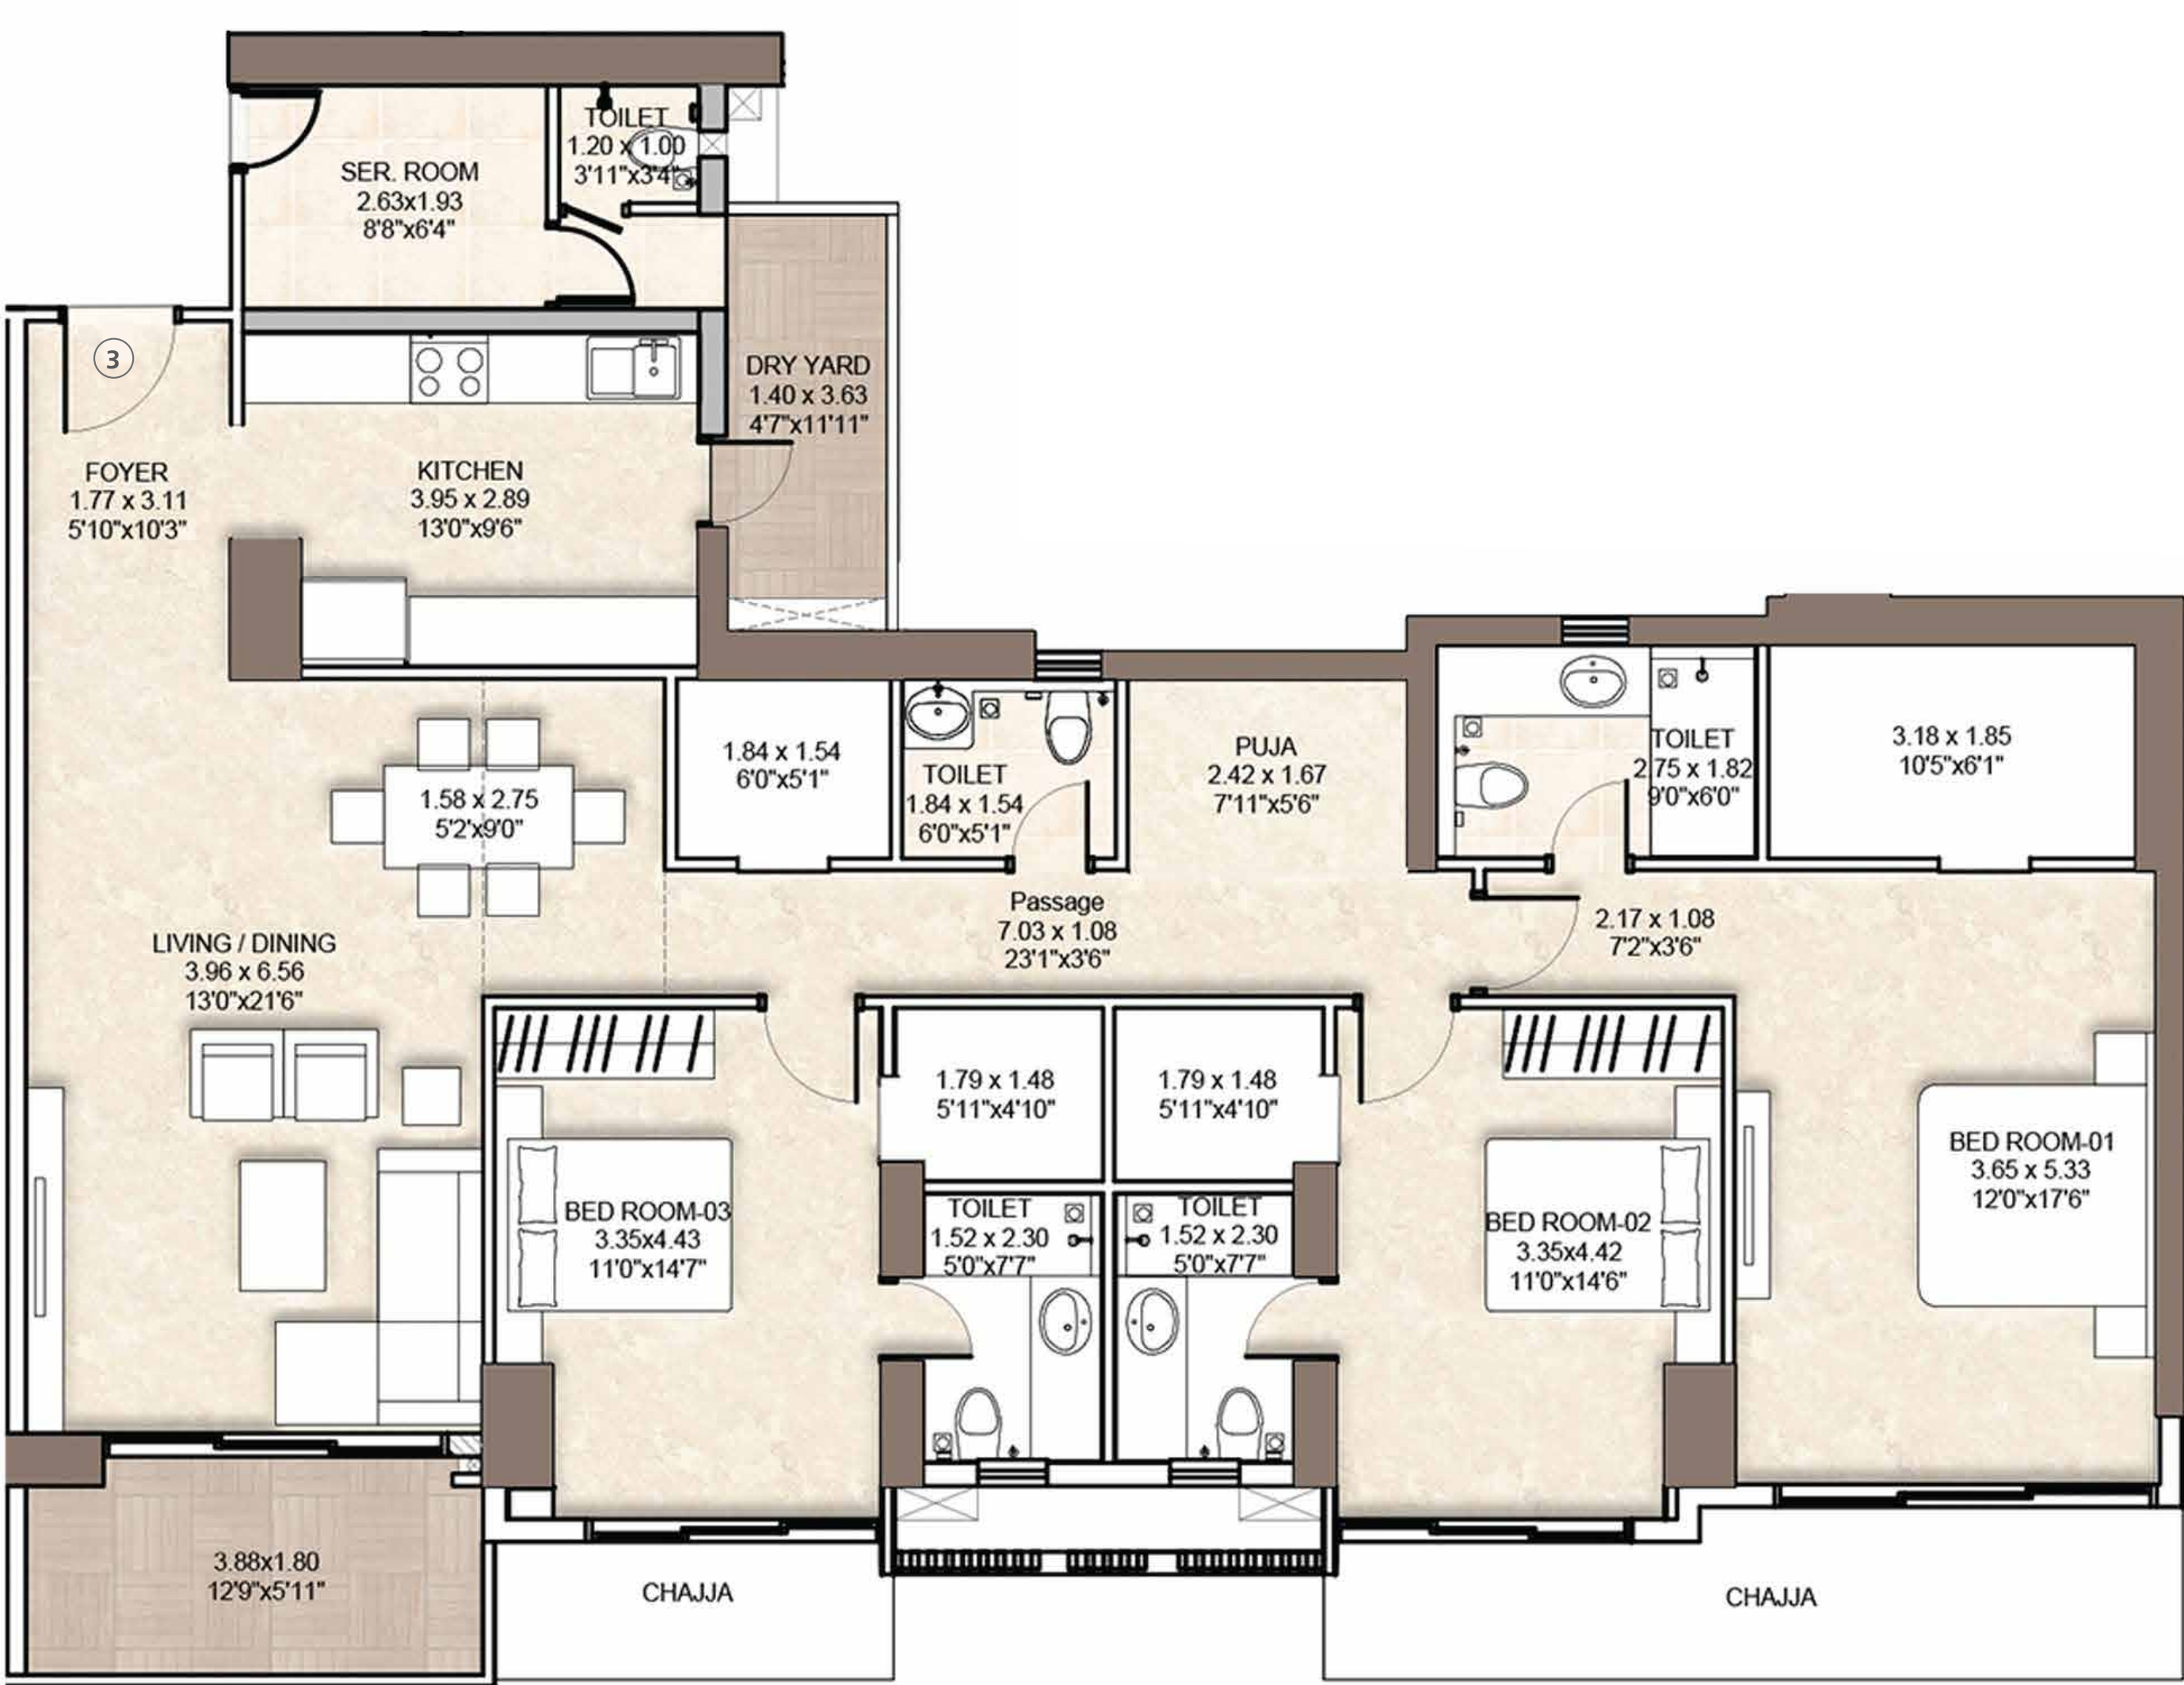 TOILET
1.20 x 1.00
3'11"x3'4"
SER. ROOM
2.63x1.93
8'8"x6'4"
3
DRY YARD
1.40 x 3.63
4'7"x11'11"
FOYER
1.77 x 3.11
5'10"x10'3"
KITCHEN
3.95 x 2.89
13'0"x9'6"
1.84 x 1.54
6'0"x5'1"
TOILET
1.84 x 1.54
6'0"x5'1"
PUJA
2.42 x 1.67
7'11"x5'6"
TOILET
2.75 x 1.82
9'0"x6'0"
3.18 x 1.85
10'5"x6'1"
1.58 x 2.75
5'2'x9'0"
Passage
7.03 x 1.08
23'1"x3'6"
2.17 x 1.08
7'2"x3'6"
LIVING / DINING
3.96 x 6.56
13'0"x21'6"
1.79 x 1.48
5'11"x4'10"
1.79 x 1.48
5'11"x4'10"
BED ROOM-01
3.65 x 5.33
12'0"x17'6"
BED ROOM-03
3.35x4.43
11'0"x14'7"
TOILET
1.52 x 2.30
5'0"x7'7"
TOILET
1.52 x 2.30
5'0"x7'7"
BED ROOM-02
3.35x4.42
11'0"x14'6"
3.88x1.80
12'9"x5'11"
CHAJJA
CHAJJA